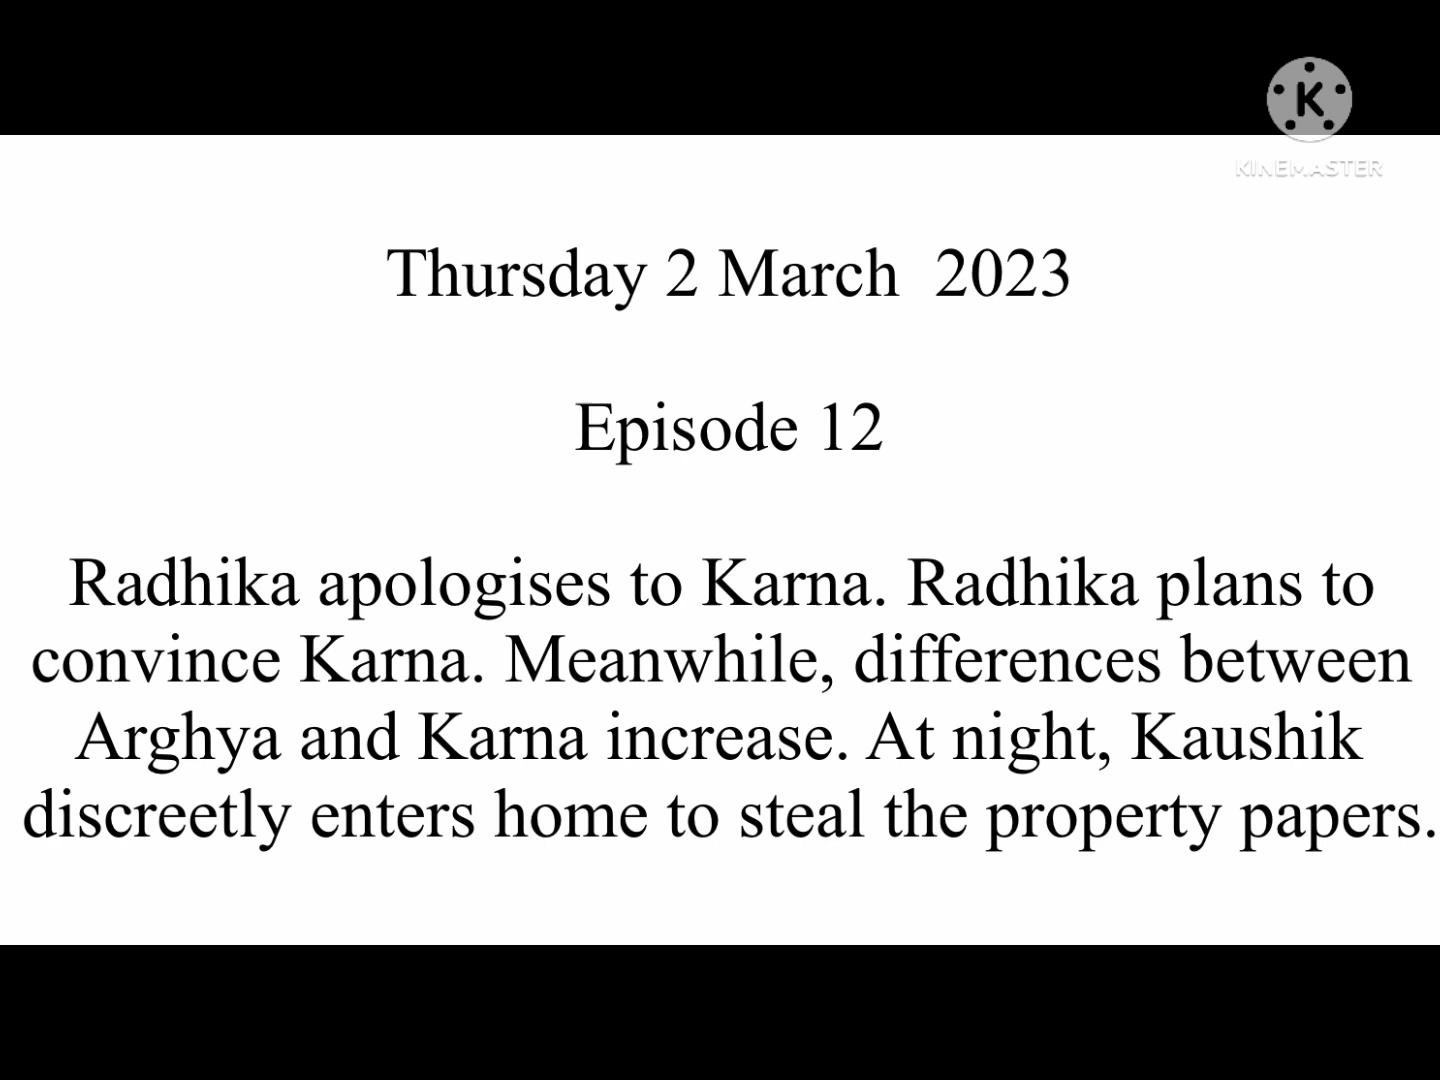 K
KINEMASTER
Thursday 2 March  2023
Episode 12
Radhika apologises to Karna. Radhika plans to
convince Karna. Meanwhile, differences between
Arghya and Karna increase. At night, Kaushik
discreetly enters home to steal the property papers.